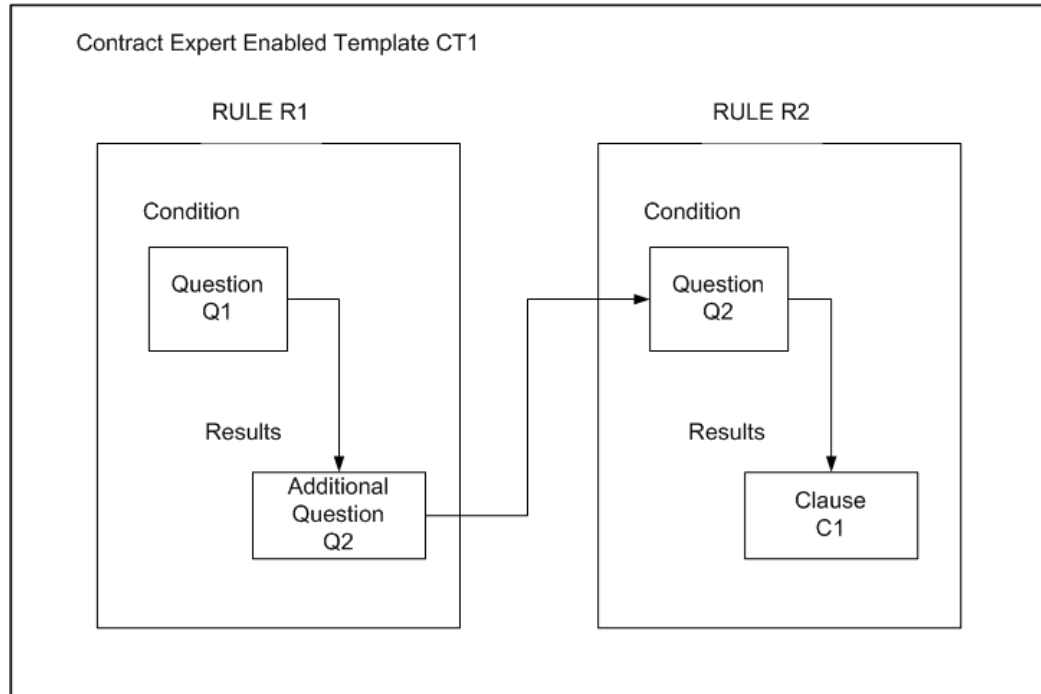 Contract Expert Enabled Template CT1
RULE R1
Condition
Question
Q1
Results
Additional
Question
Q2
RULE R2
Condition
Question
Q2
Results
Clause
C1